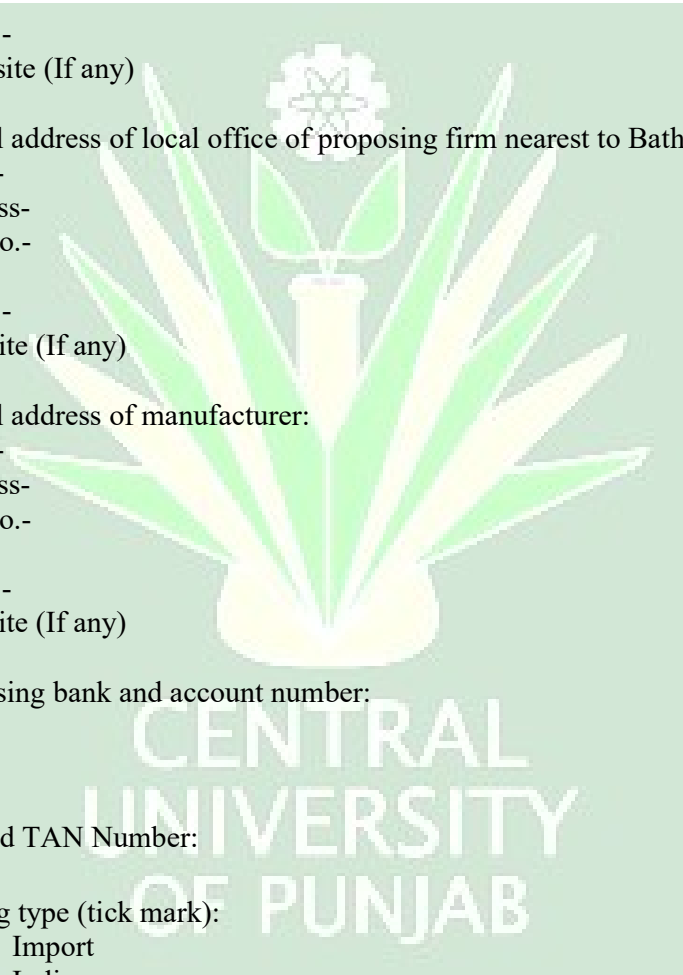 -
site (If any)
l address of local office of proposing firm nearest to Bath
-
ss-
o.-
-
ite (If any)
l address of manufacturer:
-
ss-
o.-
-
ite (If any)
sing bank and account number:
CENTRAL
UNIVERSITY
d TAN Number:
OF PUNJAB
g type (tick mark):
Import